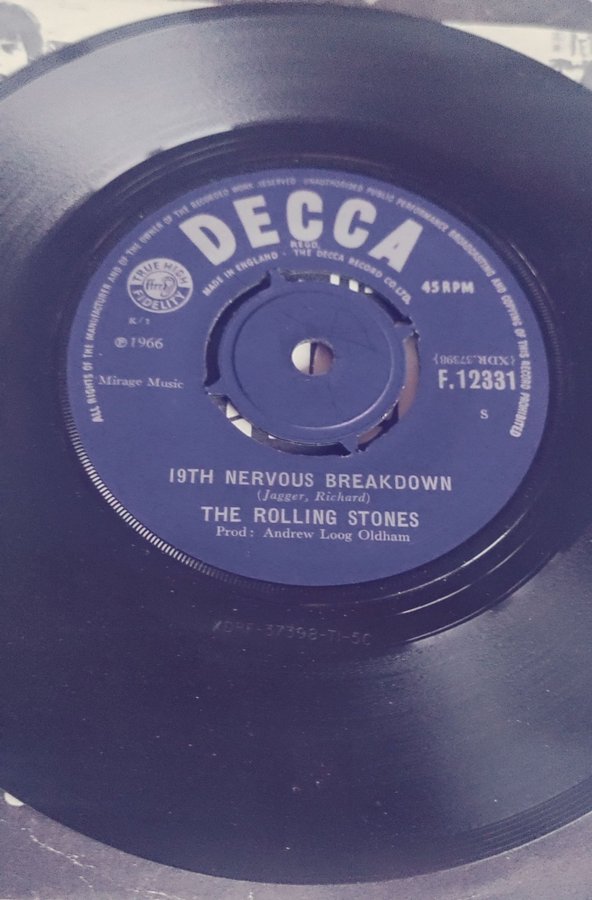 ALL RIGHTS OF THE MANUFACTURER AND OF THE OWNER OF THE RECORDED WORK RESERVED · UNAUTHORISED PUBLIC PERFORMANCE BROADCASTING AND COPYING OF THIS RECORD PROHIBITED
DECCA
REGD.
MADE IN ENGLAND · THE DECCA RECORD CO LTD.
TRUE HIGH
ffrr
FIDELITY
45 RPM
K/t
℗1966
{XDR.37398}
F.12331
Mirage Music
S
19TH NERVOUS BREAKDOWN
(Jagger, Richard)
THE ROLLING STONES
Prod: Andrew Loog Oldham